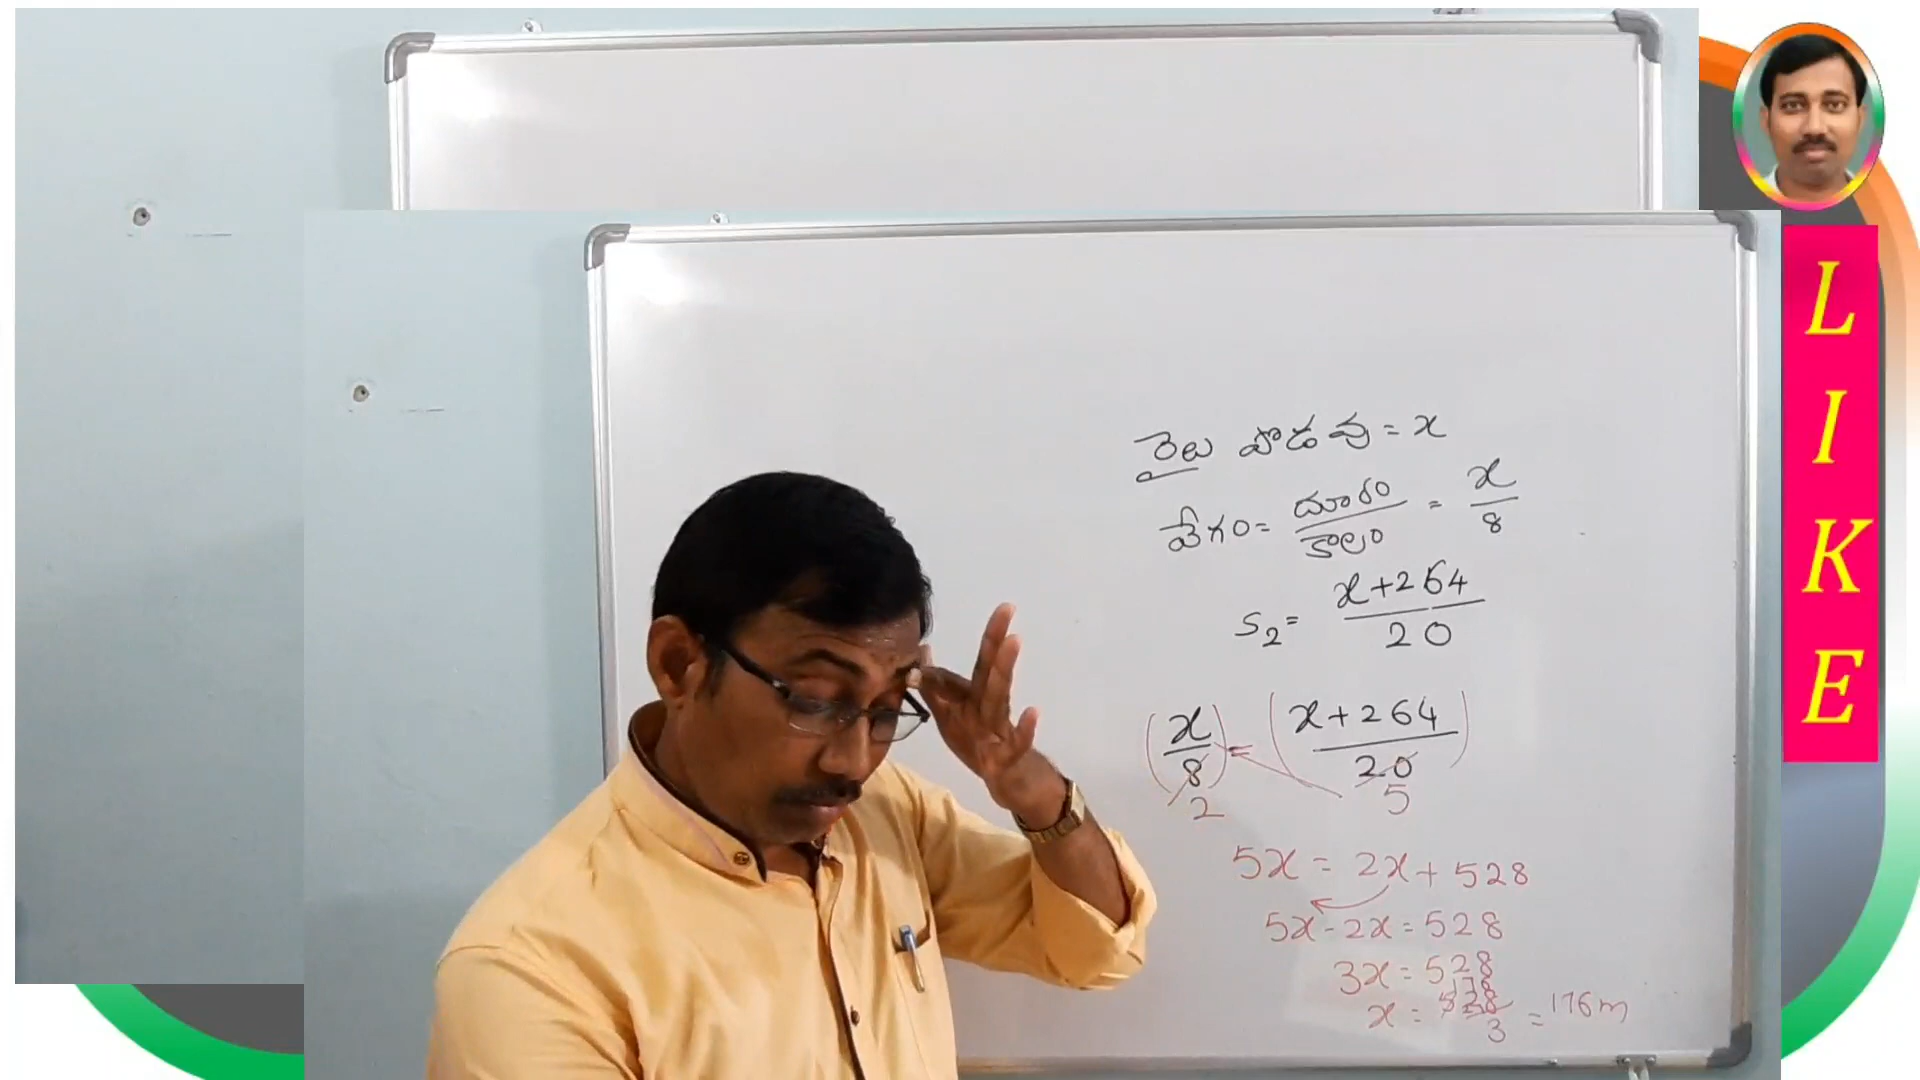 రైలు పొడవు = x
వేగం = దూరం / కాలం = x / 8
S₂ = x+264 / 20
(x / 8) = (x+264 / 20)
2 5
5x = 2x + 528
5x - 2x = 528
3x = 528
x = 528 / 3 = 176m
L
I
K
E